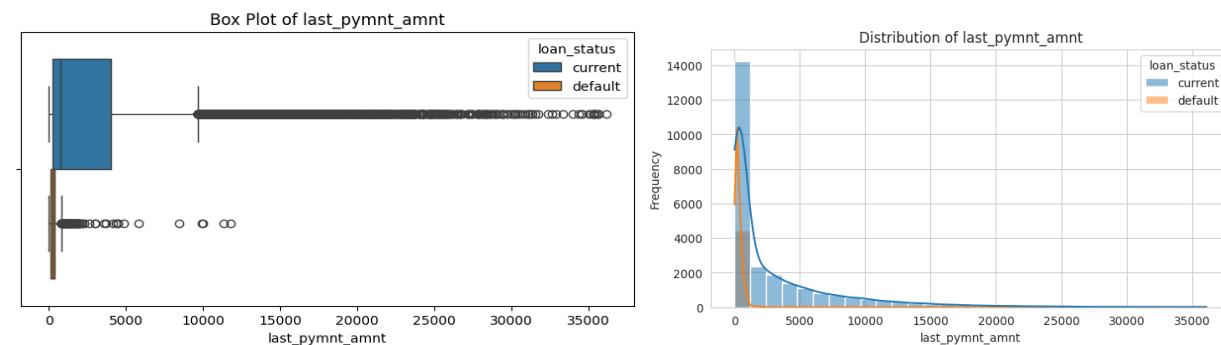 Box Plot of last_pymnt_amnt
loan_status
current
default
0 5000 10000 15000 20000 25000 30000 35000
last_pymnt_amnt
Distribution of last_pymnt_amnt
loan_status
current
default
14000
12000
10000
8000
6000
4000
2000
0
Frequency
0 5000 10000 15000 20000 25000 30000 35000
last_pymnt_amnt